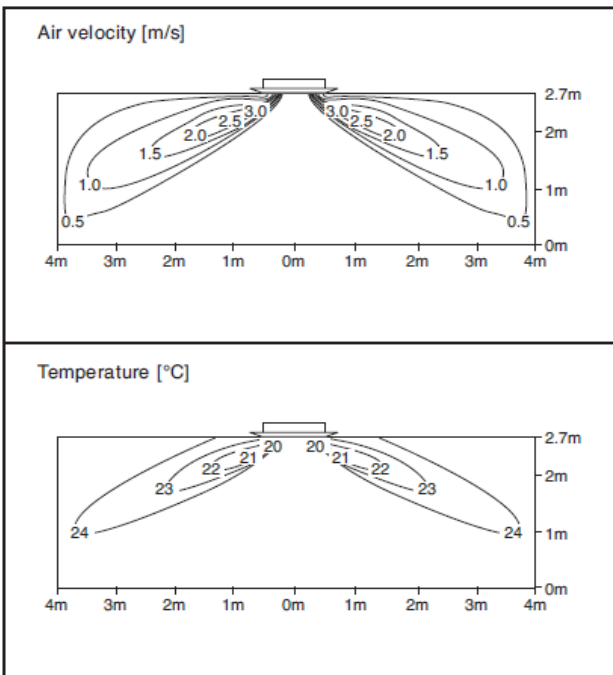 Air velocity [m/s]
2.7m
3.0 3.0
2.5 2.5
2m
2.0 2.0
1.5 1.5
1.0 1.0
1m
0.5 0.5
0m
4m 3m 2m 1m 0m 1m 2m 3m 4m
Temperature [°C]
2.7m
20 20
21 21
22 22
2m
23 23
24 24
1m
0m
4m 3m 2m 1m 0m 1m 2m 3m 4m